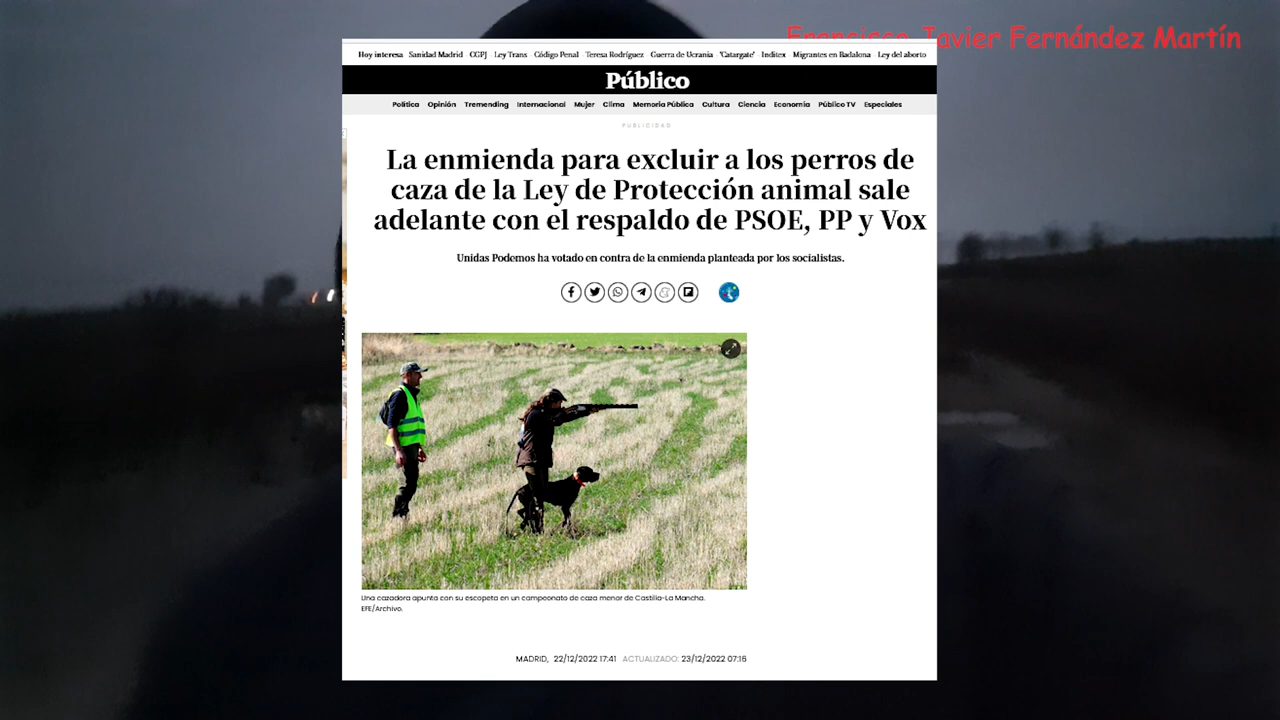 Francisco Javier Fernández Martín
Hoy interesa Sanidad Madrid CGPJ Ley Trans Código Penal Teresa Rodríguez Guerra de Ucrania 'Catargate' Inditex Migrantes en Badalona Ley del aborto
Público
Política Opinión Tremending Internacional Mujer Clima Memoria Pública Cultura Ciencia Economía Público TV Especiales
PUBLICIDAD
La enmienda para excluir a los perros de
caza de la Ley de Protección animal sale
adelante con el respaldo de PSOE, PP y Vox
Unidas Podemos ha votado en contra de la enmienda planteada por los socialistas.
Una cazadora apunta con su escopeta en un campeonato de caza menor de Castilla-La Mancha.
EFE/Archivo.
MADRID, 22/12/2022 17:41 ACTUALIZADO: 23/12/2022 07:16